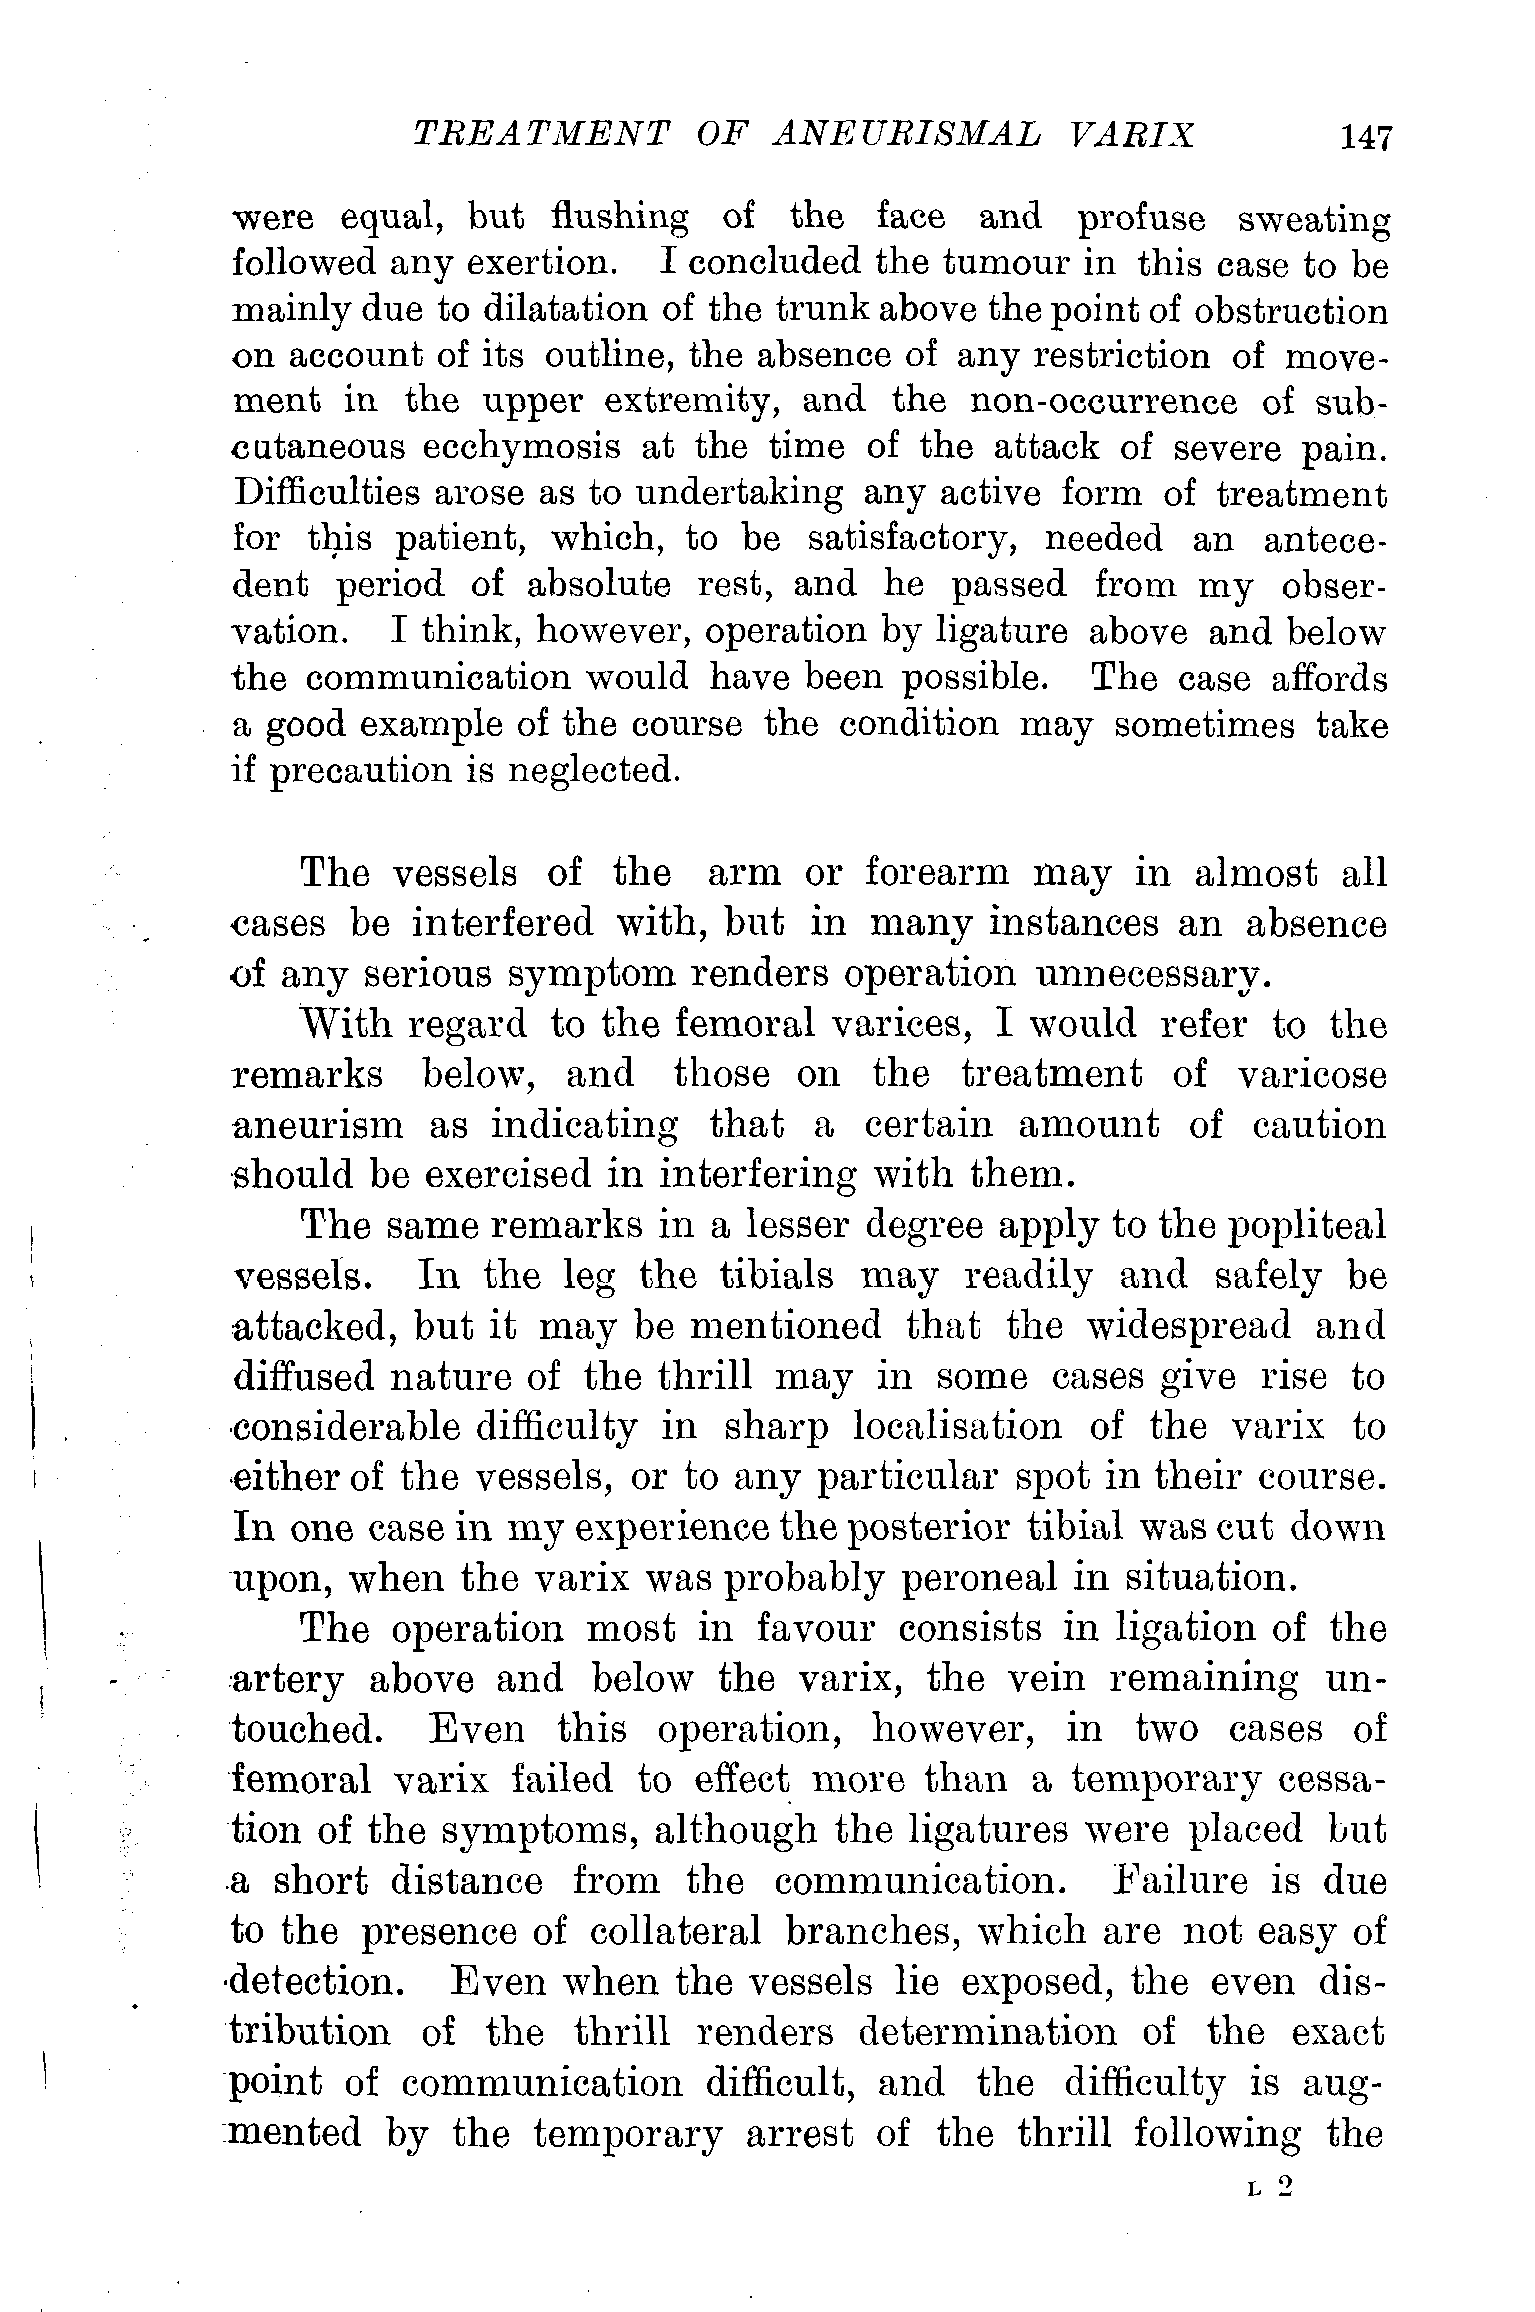 TREATMENT OF ANEURISMAL VARIX 147
were equal, but flushing of the face and profuse sweating
followed any exertion. I concluded the tumour in this case to be
mainly due to dilatation of the trunk above the point of obstruction
on account of its outline, the absence of any restriction of move-
ment in the upper extremity, and the non-occurrence of sub-
cutaneous ecchymosis at the time of the attack of severe pain.
Difficulties arose as to undertaking any active form of treatment
for this patient, which, to be satisfactory, needed an antece-
dent period of absolute rest, and he passed from my obser-
vation. I think, however, operation by ligature above and below
the communication would have been possible. The case affords
a good example of the course the condition may sometimes take
if precaution is neglected.
The vessels of the arm or forearm may in almost all
cases be interfered with, but in many instances an absence
of any serious symptom renders operation unnecessary.
With regard to the femoral varices, I would refer to the
remarks below, and those on the treatment of varicose
aneurism as indicating that a certain amount of caution
should be exercised in interfering with them.
The same remarks in a lesser degree apply to the popliteal
vessels. In the leg the tibials may readily and safely be
attacked, but it may be mentioned that the widespread and
diffused nature of the thrill may in some cases give rise to
considerable difficulty in sharp localisation of the varix to
either of the vessels, or to any particular spot in their course.
In one case in my experience the posterior tibial was cut down
upon, when the varix was probably peroneal in situation.
The operation most in favour consists in ligation of the
artery above and below the varix, the vein remaining un-
touched. Even this operation, however, in two cases of
femoral varix failed to effect more than a temporary cessa-
tion of the symptoms, although the ligatures were placed but
a short distance from the communication. Failure is due
to the presence of collateral branches, which are not easy of
detection. Even when the vessels lie exposed, the even dis-
tribution of the thrill renders determination of the exact
point of communication difficult, and the difficulty is aug-
mented by the temporary arrest of the thrill following the
L 2